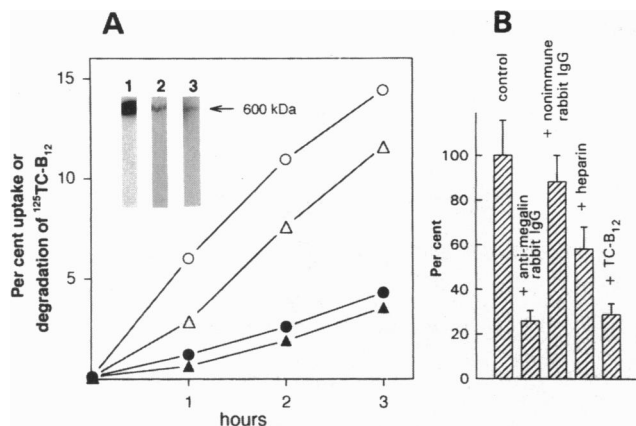 A
B
Per cent uptake or
degradation of ¹²⁵TC-B₁₂
15
10
5
1 2 3
600 kDa
1 2 3
hours
Per cent
100
80
60
40
20
0
control
+ anti-megalin
rabbit IgG
+ nonimmune
rabbit IgG
+ heparin
+ TC-B₁₂